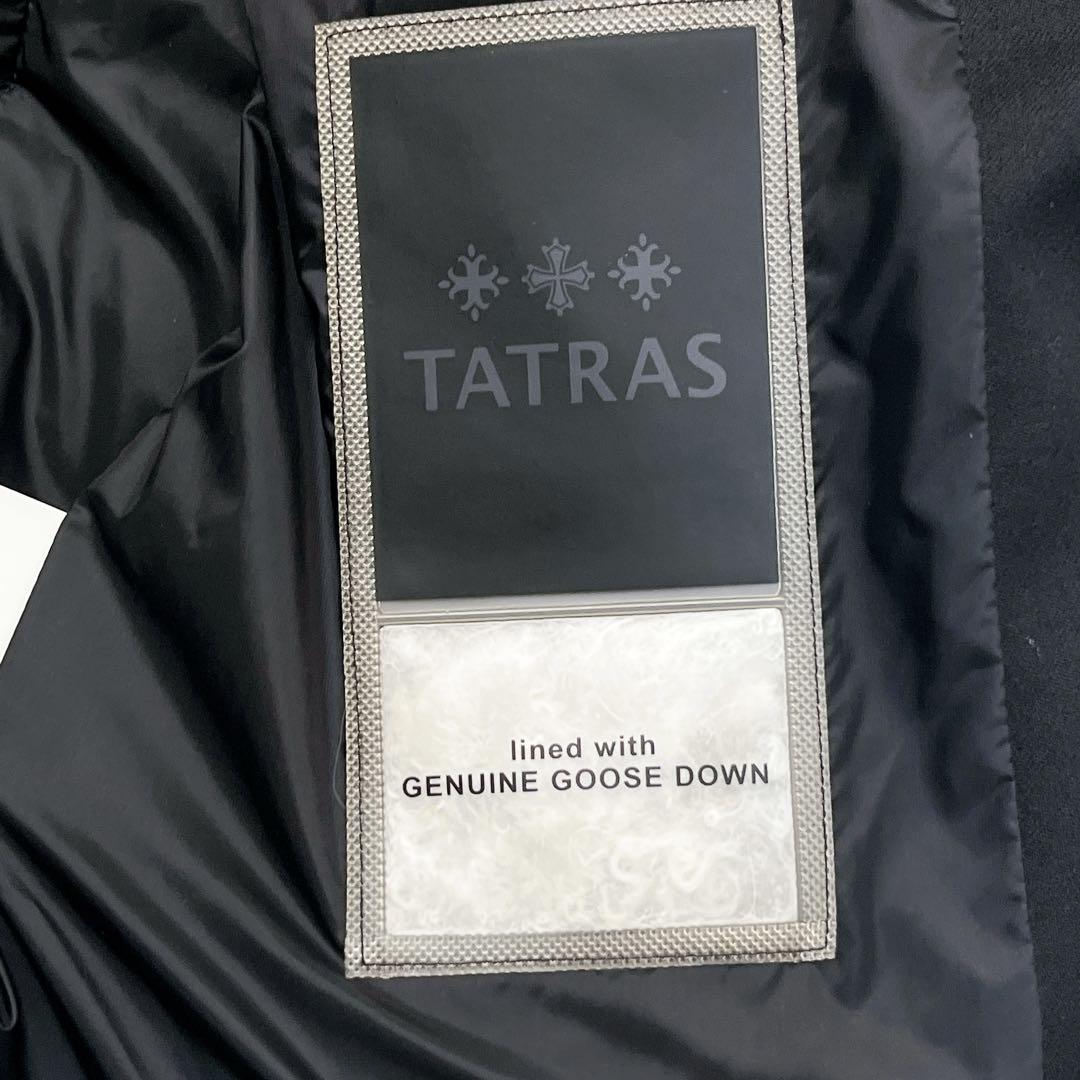 TATRAS
lined with
GENUINE GOOSE DOWN